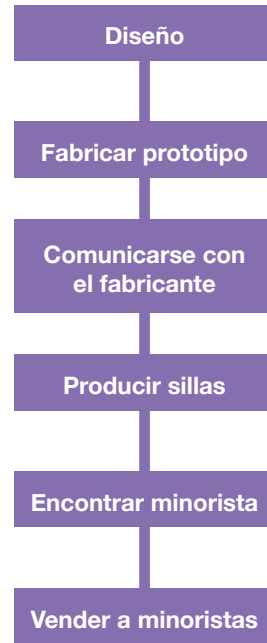 Diseño
Fabricar prototipo
Comunicarse con
el fabricante
Producir sillas
Encontrar minorista
Vender a minoristas